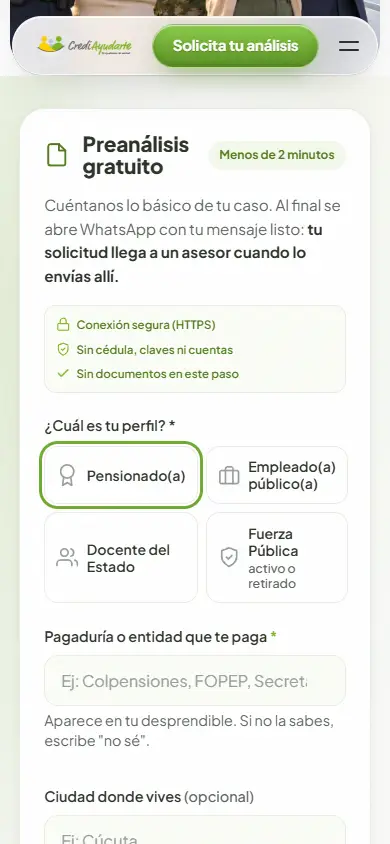 Credi Ayudarte
Solicita tu análisis
Preanálisis
gratuito
Menos de 2 minutos
Cuéntanos lo básico de tu caso. Al final se
abre WhatsApp con tu mensaje listo: tu
solicitud llega a un asesor cuando lo
envías allí.
Conexión segura (HTTPS)
Sin cédula, claves ni cuentas
Sin documentos en este paso
¿Cuál es tu perfil? *
Pensionado(a)
Empleado(a)
público(a)
Docente del
Estado
Fuerza
Pública
activo o
retirado
Pagaduría o entidad que te paga *
Ej: Colpensiones, FOPEP, Secret
Aparece en tu desprendible. Si no la sabes,
escribe "no sé".
Ciudad donde vives (opcional)
Ej: Cúcuta